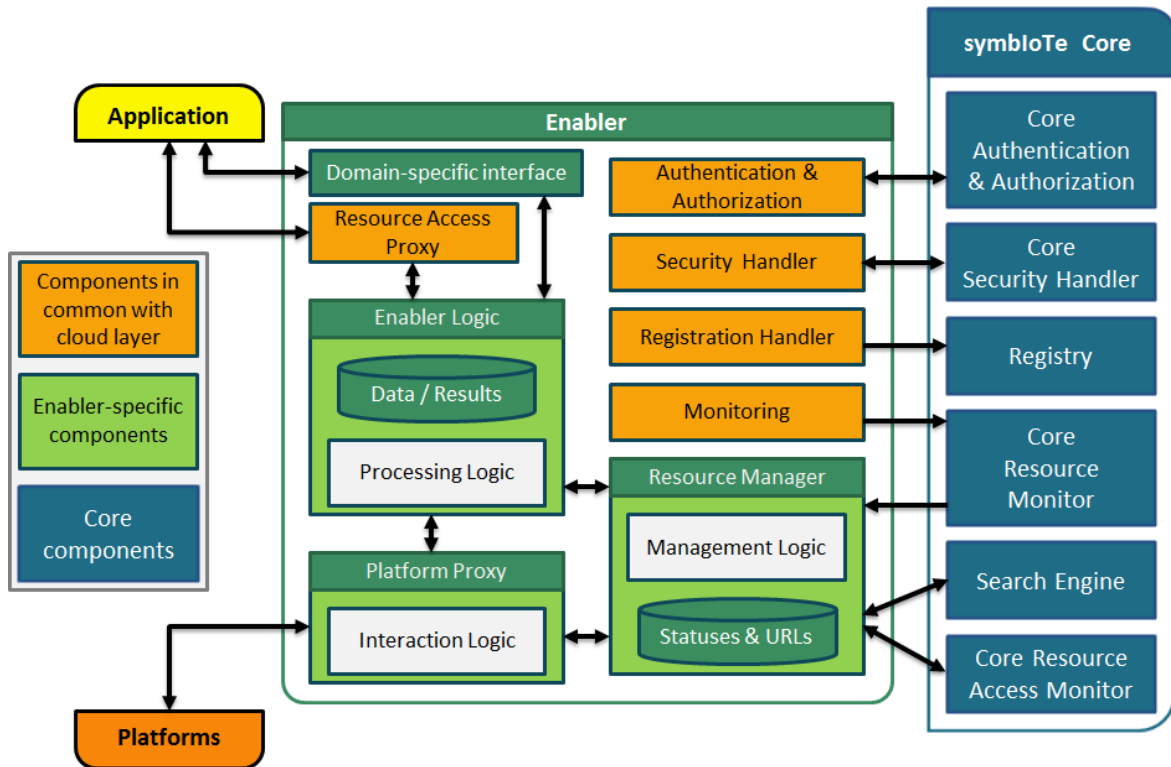 symbIoTe Core
Application
Enabler
Domain-specific interface
Resource Access
Proxy
Enabler Logic
Data / Results
Processing Logic
Platform Proxy
Interaction Logic
Authentication &
Authorization
Security Handler
Registration Handler
Monitoring
Resource Manager
Management Logic
Statuses & URLs
Core
Authentication
& Authorization
Core
Security Handler
Registry
Core
Resource
Monitor
Search Engine
Core Resource
Access Monitor
Components in
common with
cloud layer
Enabler-specific
components
Core
components
Platforms